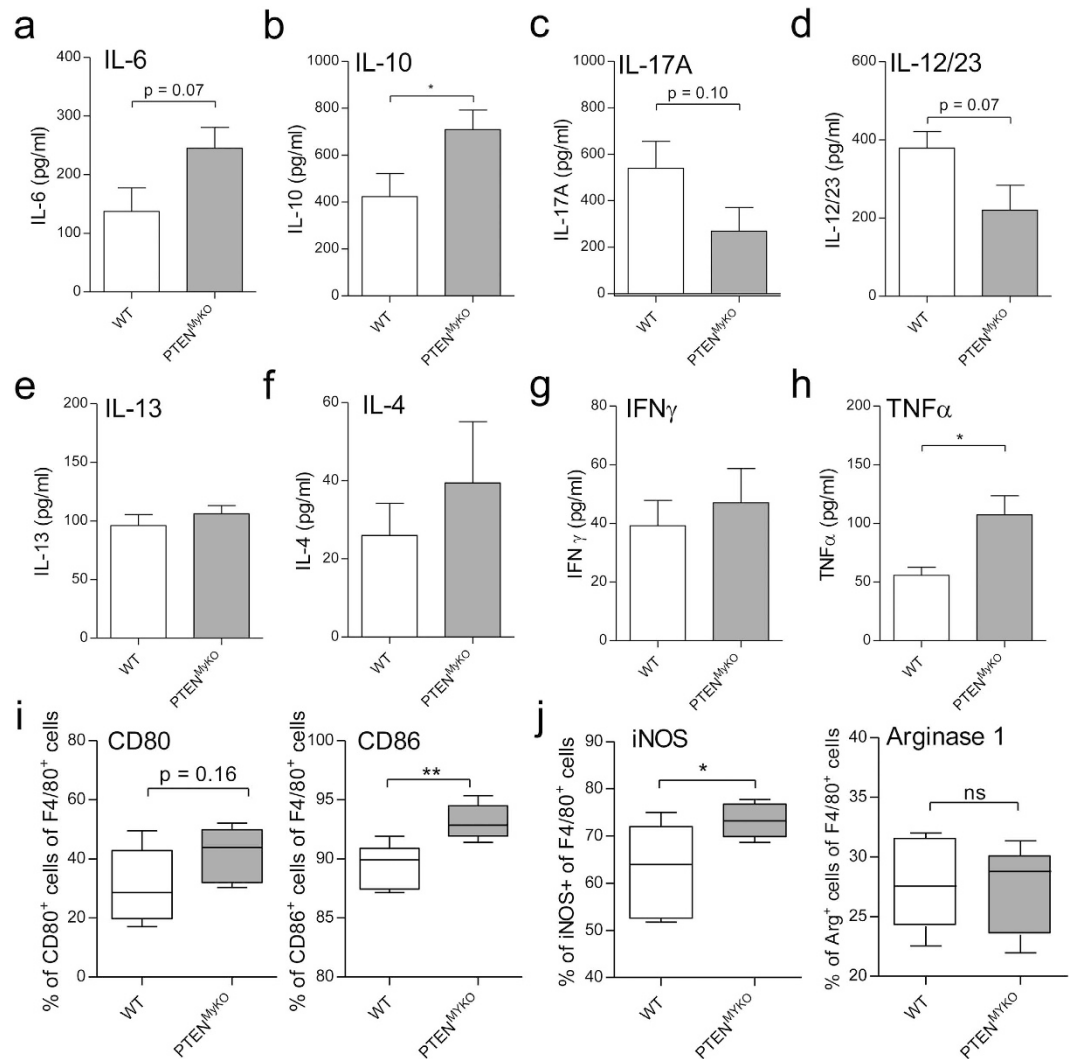 a
IL-6
IL-6 (pg/ml)
400
300
200
100
0
p = 0.07
WT
PTEN^MyKO
b
IL-10
IL-10 (pg/ml)
1000
800
600
400
200
0
*
WT
PTEN^MyKO
c
IL-17A
IL-17A (pg/ml)
1000
800
600
400
200
0
p = 0.10
WT
PTEN^MyKO
d
IL-12/23
IL-12/23 (pg/ml)
600
400
200
0
p = 0.07
WT
PTEN^MyKO
e
IL-13
IL-13 (pg/ml)
200
150
100
50
0
WT
PTEN^MyKO
f
IL-4
IL-4 (pg/ml)
60
40
20
0
WT
PTEN^MyKO
g
IFNγ
IFN γ (pg/ml)
80
60
40
20
0
WT
PTEN^MyKO
h
TNFα
TNFα (pg/ml)
200
150
100
50
0
*
WT
PTEN^MyKO
i
CD80
% of CD80⁺ cells of F4/80⁺ cells
80
60
40
20
0
p = 0.16
WT
PTEN^MyKO
CD86
% of CD86⁺ cells of F4/80⁺ cells
100
95
90
85
80
**
WT
PTEN^MYKO
j
iNOS
% of iNOS+ of F4/80⁺ cells
90
80
70
60
50
40
*
WT
PTEN^MYKO
Arginase 1
% of Arg⁺ cells of F4/80⁺ cells
40
35
30
25
20
ns
WT
PTEN^MYKO